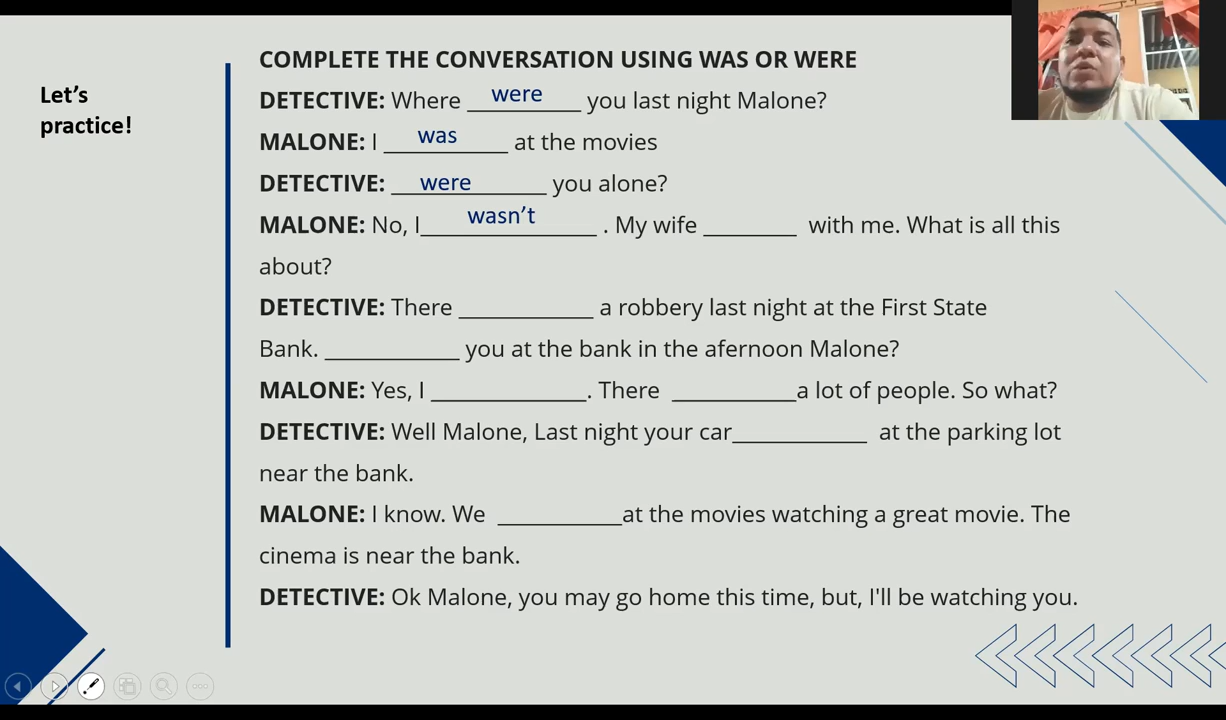 Let's
practice!
COMPLETE THE CONVERSATION USING WAS OR WERE
DETECTIVE: Where were you last night Malone?
MALONE: I was at the movies
DETECTIVE: were you alone?
MALONE: No, I wasn't . My wife ________ with me. What is all this
about?
DETECTIVE: There ____________ a robbery last night at the First State
Bank. ____________ you at the bank in the afernoon Malone?
MALONE: Yes, I ______________. There ___________a lot of people. So what?
DETECTIVE: Well Malone, Last night your car____________ at the parking lot
near the bank.
MALONE: I know. We ___________at the movies watching a great movie. The
cinema is near the bank.
DETECTIVE: Ok Malone, you may go home this time, but, I'll be watching you.